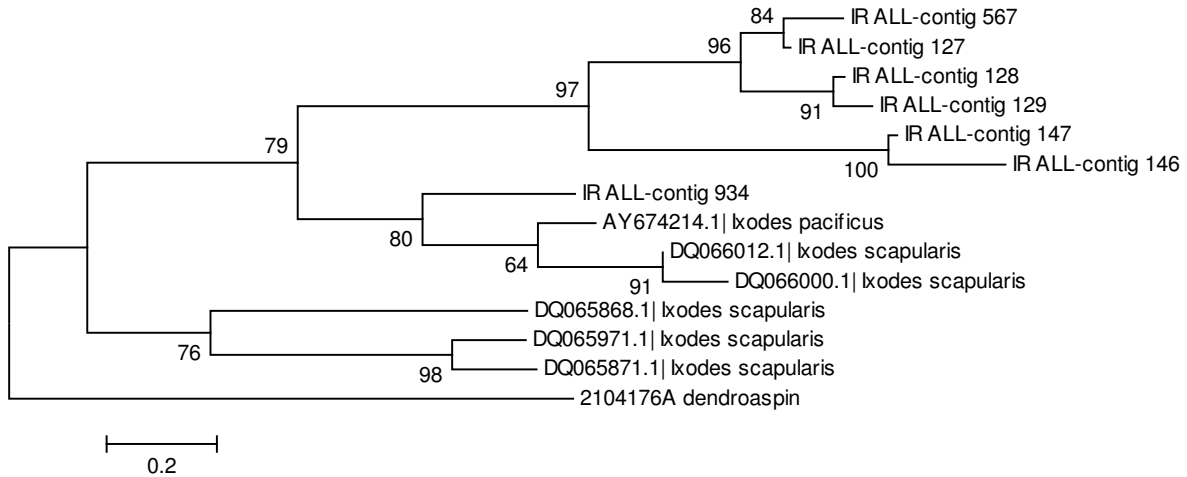 84
IR ALL-contig 567
96
IR ALL-contig 127
IR ALL-contig 128
97
91
IR ALL-contig 129
IR ALL-contig 147
79
100
IR ALL-contig 146
IR ALL-contig 934
80
AY674214.1| Ixodes pacificus
64
DQ066012.1| Ixodes scapularis
91
DQ066000.1| Ixodes scapularis
DQ065868.1| Ixodes scapularis
76
DQ065971.1| Ixodes scapularis
98
DQ065871.1| Ixodes scapularis
2104176A dendroaspin
0.2